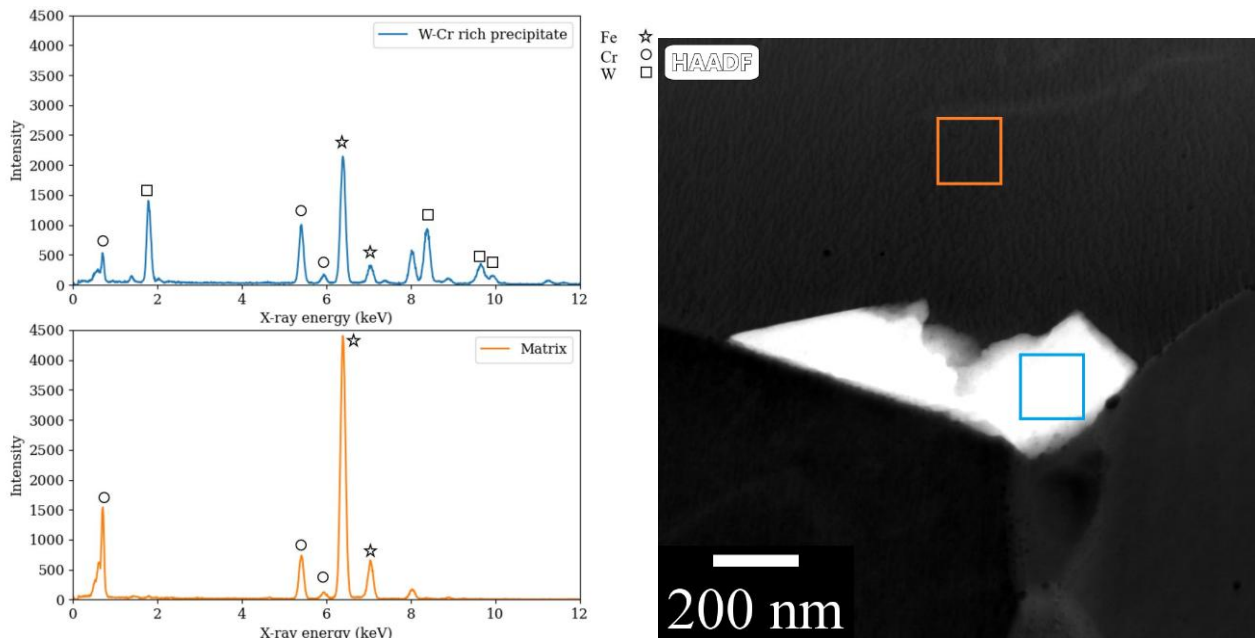 4500
4000
3500
3000
2500
2000
1500
1000
500
0
Intensity
W-Cr rich precipitate
0 2 4 6 8 10 12
X-ray energy (keV)
Fe
Cr
W
4500
4000
3500
3000
2500
2000
1500
1000
500
0
Intensity
Matrix
0 2 4 6 8 10 12
X-ray energy (keV)
HAADF
200 nm